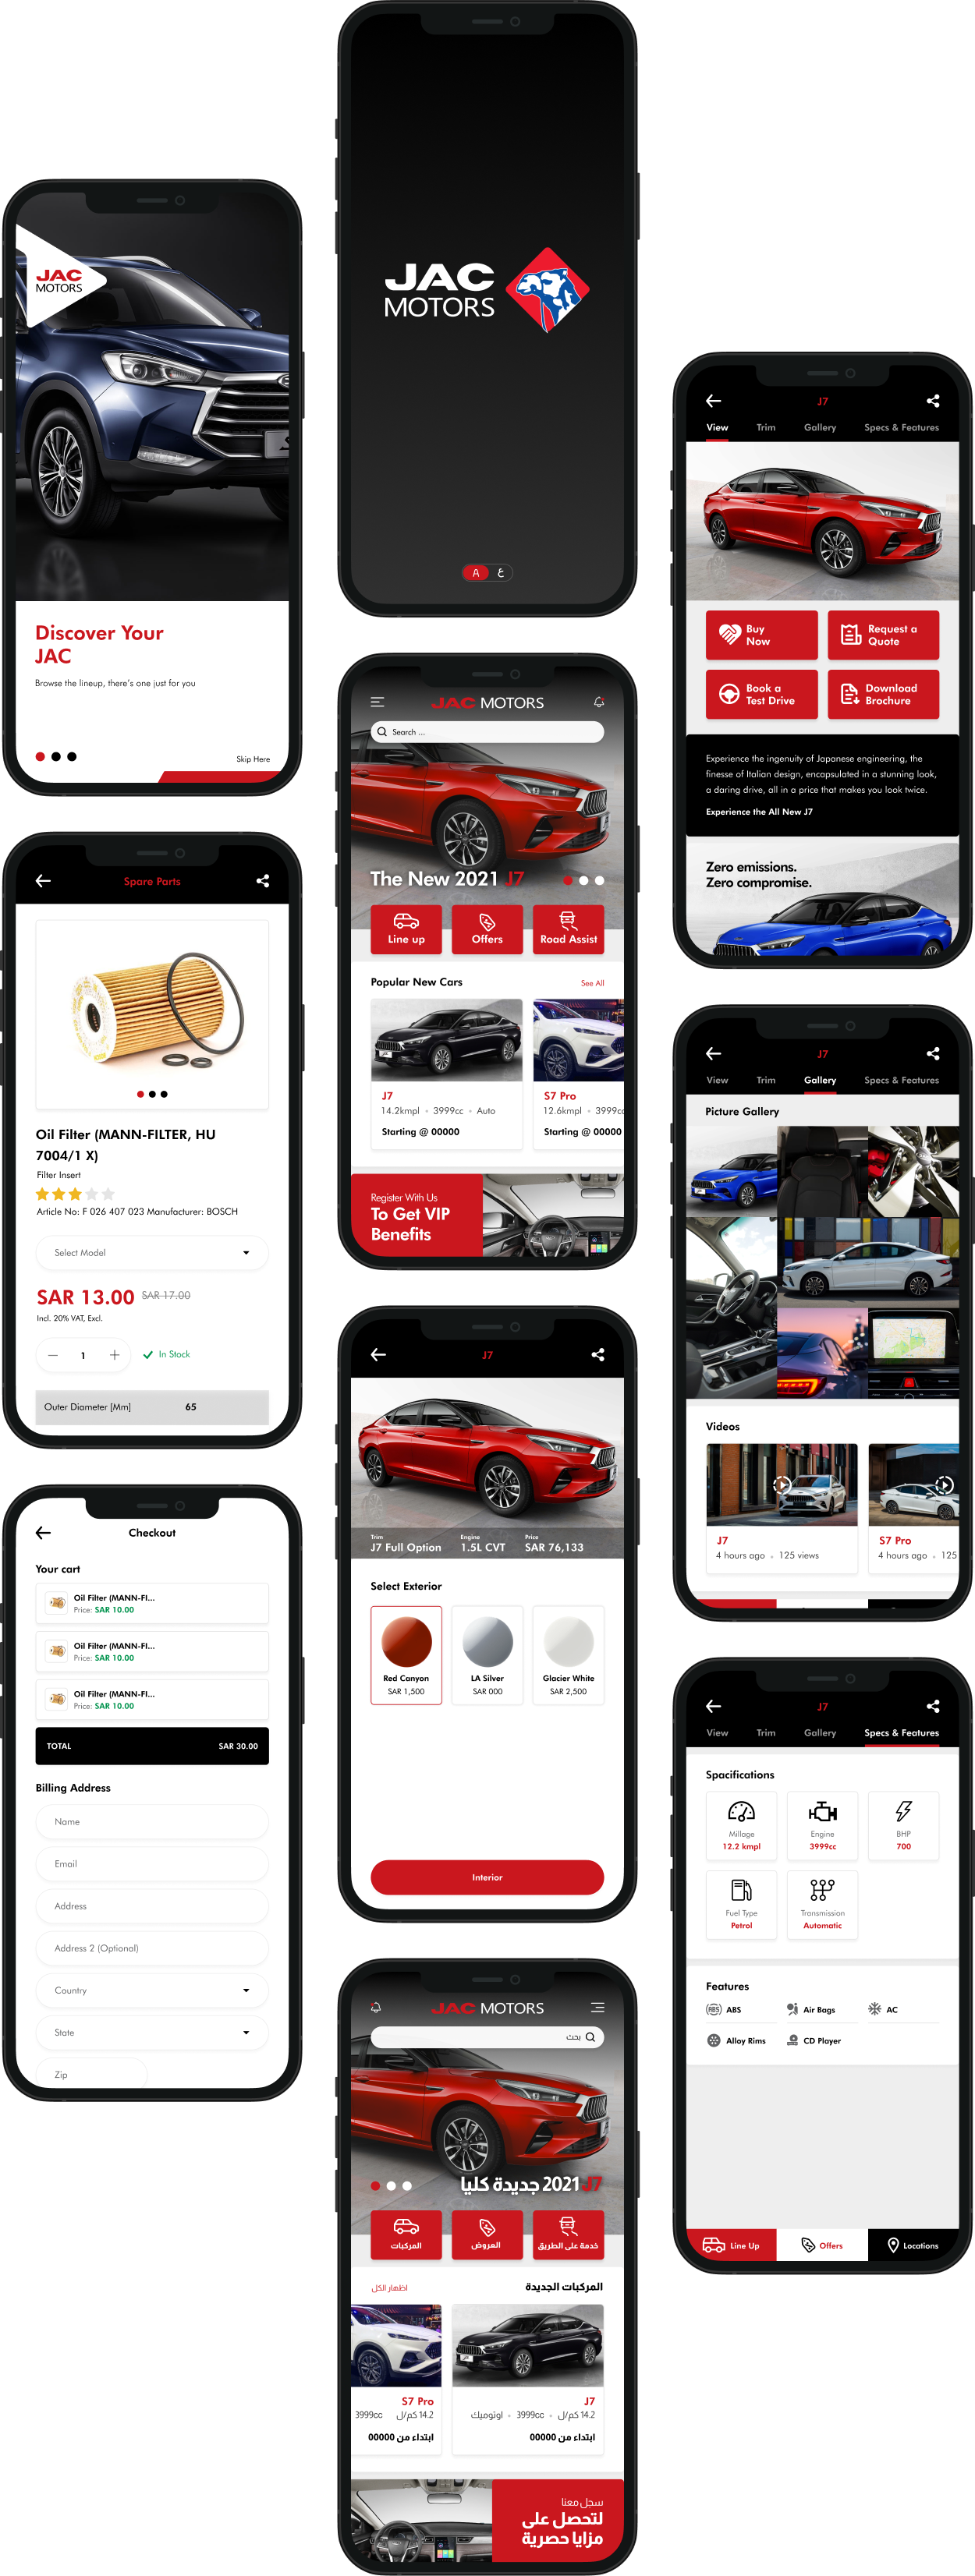 JAC
MOTORS
Discover Your
JAC
Browse the lineup, there's one just for you
Skip Here
Spare Parts
Oil Filter (MANN-FILTER, HU
7004/1 X)
Filter Insert
Article No: F 026 407 023 Manufacturer: BOSCH
Select Model
SAR 13.00 SAR 17.00
Incl. 20% VAT, Excl.
1
In Stock
Outer Diameter [Mm] 65
Checkout
Your cart
Oil Filter (MANN-FI...
Price: SAR 10.00
Oil Filter (MANN-FI...
Price: SAR 10.00
Oil Filter (MANN-FI...
Price: SAR 10.00
TOTAL SAR 30.00
Billing Address
Name
Email
Address
Address 2 (Optional)
Country
State
Zip
JAC
MOTORS
A ع
JAC MOTORS
Search ...
The New 2021 J7
Line up Offers Road Assist
Popular New Cars See All
J7
14.2kmpl 3999cc Auto
Starting @ 00000
S7 Pro
12.6kmpl 3999cc
Starting @ 00000
Register With Us
To Get VIP
Benefits
J7
Trim Engine Price
J7 Full Option 1.5L CVT SAR 76,133
Select Exterior
Red Canyon
SAR 1,500
LA Silver
SAR 000
Glacier White
SAR 2,500
Interior
JAC MOTORS
بحث
J7 2021 جديدة كليا
خدمة على الطريق العروض المركبات
المركبات الجديدة اظهار الكل
J7
14.2 كم/ل 3999cc اوتوميك
ابتداء من 00000
S7 Pro
14.2 كم/ل 3999cc
ابتداء من 00000
سجل معنا
لتحصل على
مزايا حصرية
J7
View Trim Gallery Specs & Features
Buy
Now
Request a
Quote
Book a
Test Drive
Download
Brochure
Experience the ingenuity of Japanese engineering, the
finesse of Italian design, encapsulated in a stunning look,
a daring drive, all in a price that makes you look twice.
Experience the All New J7
Zero emissions.
Zero compromise.
J7
View Trim Gallery Specs & Features
Picture Gallery
Videos
J7
4 hours ago 125 views
S7 Pro
4 hours ago 125
J7
View Trim Gallery Specs & Features
Spacifications
Millage
12.2 kmpl
Engine
3999cc
BHP
700
Fuel Type
Petrol
Transmission
Automatic
Features
ABS Air Bags AC
Alloy Rims CD Player
Line Up Offers Locations